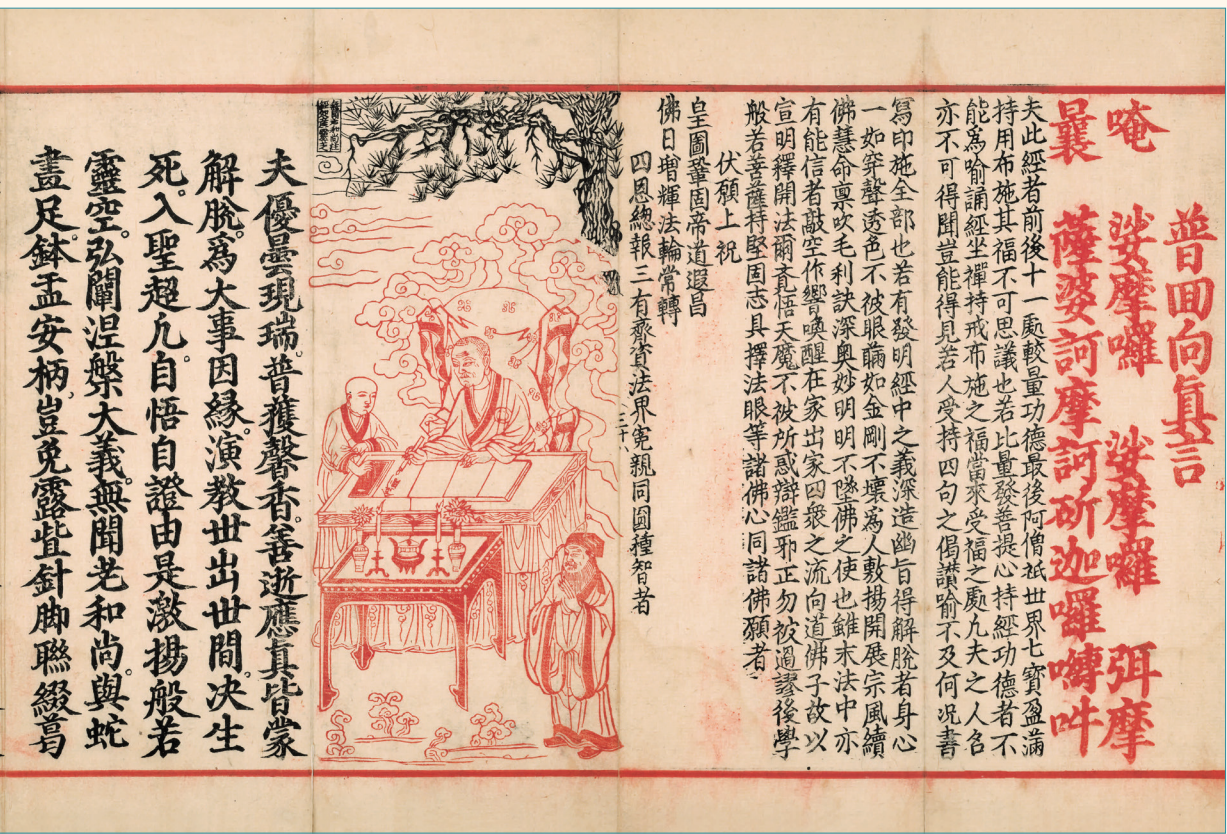 普回向真言
唵　娑摩囉　娑摩囉　弭摩
曩　薩婆訶摩訶斫迦囉嚩吽
夫此經者前後十一處較量功德最後阿僧祇世界七寶盈滿
持用布施其福不可思議也若比量發菩提心持經功德者不
能爲喻誦經坐禪持戒布施之福當來受福之處凢夫之人名
亦不可得聞豈能得見若人受持四句之偈讚喻不及何況書
寫印施全部也若有發明經中之義深造幽旨得解脫者身心
一如穿聲透色不被眼瞞如金剛不壞爲人敷揚開展宗風續
佛慧命禀吹毛利訣深奧妙明明不墜佛之使也雖末法中亦
有能信者敲空作響喚醒在家出家四衆之流向道佛子故以
宣明釋開法爾悟天魔不被所惑辯鑑邪正勿被過謬後學
般若菩薩持堅固志具擇法眼等諸佛心同諸佛願者
伏願上祝
皇圖鞏固帝道遐昌
佛日增輝法輪常轉
四恩緫報三有齊資法界寃親同圓種智者
夫優曇現瑞。普獲馨香。善逝應真皆蒙
解脫。爲大事因緣。演教世出世間。决生
死。入聖超凢。自悟自證由是激揚般若
靈空。弘闡涅槃大義。無聞老和尚。與蛇
畫足。鉢盂安柄。豈免露呰針脚聯綴葛